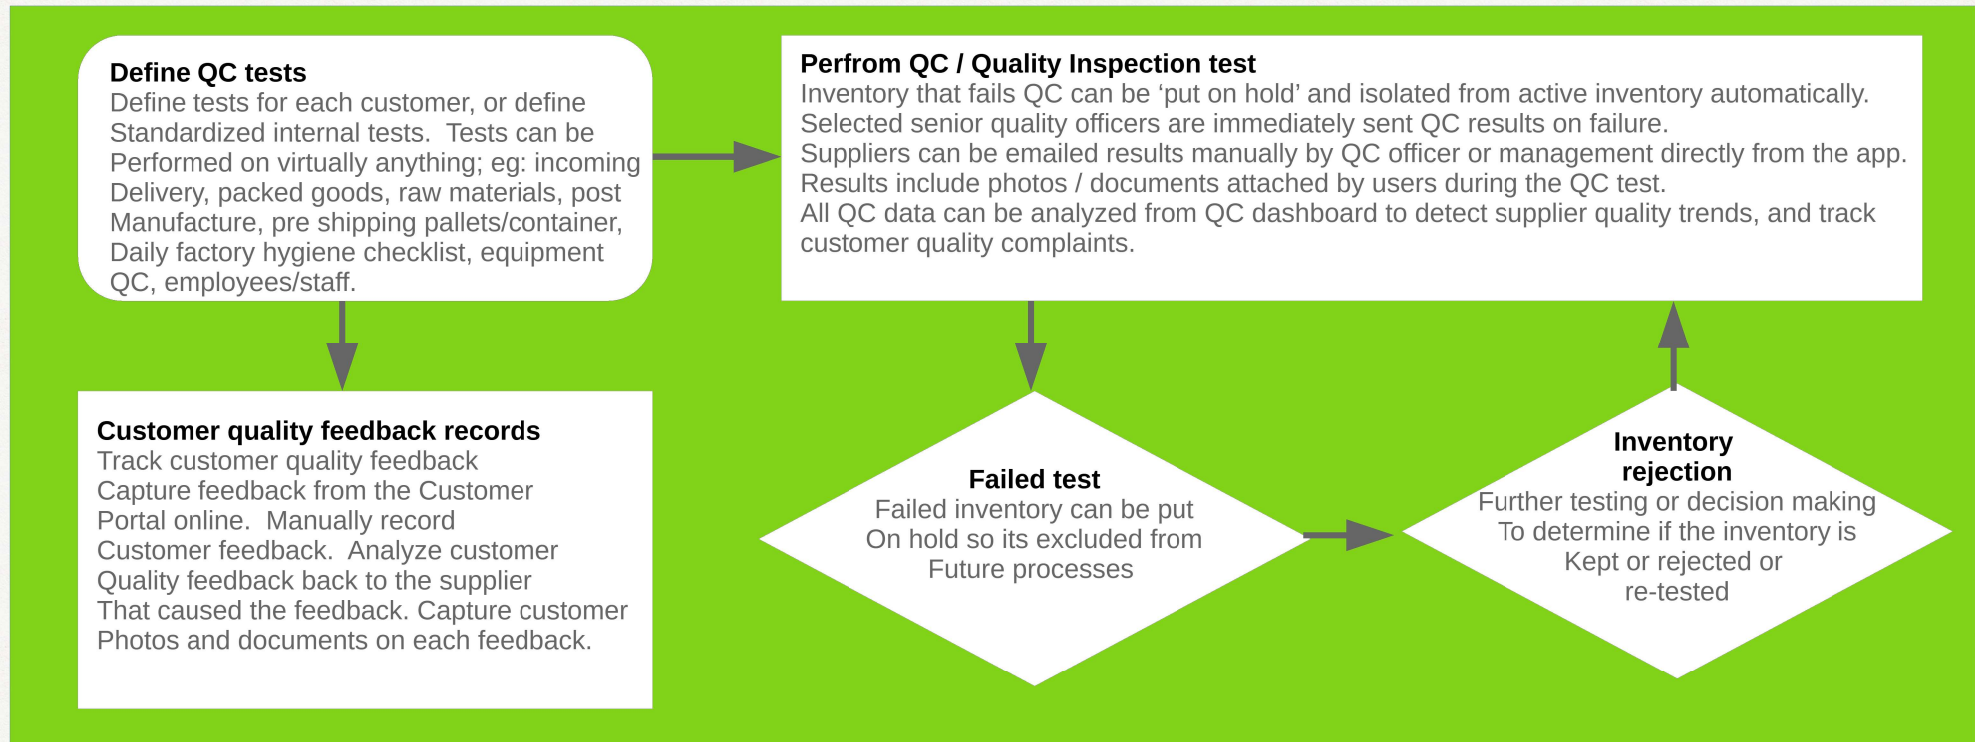 Define QC tests
Define tests for each customer, or define
Standardized internal tests.  Tests can be
Performed on virtually anything; eg: incoming
Delivery, packed goods, raw materials, post
Manufacture, pre shipping pallets/container,
Daily factory hygiene checklist, equipment
QC, employees/staff.
Perfrom QC / Quality Inspection test
Inventory that fails QC can be ‘put on hold’ and isolated from active inventory automatically.
Selected senior quality officers are immediately sent QC results on failure.
Suppliers can be emailed results manually by QC officer or management directly from the app.
Results include photos / documents attached by users during the QC test.
All QC data can be analyzed from QC dashboard to detect supplier quality trends, and track
customer quality complaints.
Customer quality feedback records
Track customer quality feedback
Capture feedback from the Customer
Portal online.  Manually record
Customer feedback.  Analyze customer
Quality feedback back to the supplier
That caused the feedback. Capture customer
Photos and documents on each feedback.
Failed test
Failed inventory can be put
On hold so its excluded from
Future processes
Inventory
rejection
Further testing or decision making
To determine if the inventory is
Kept or rejected or
re-tested